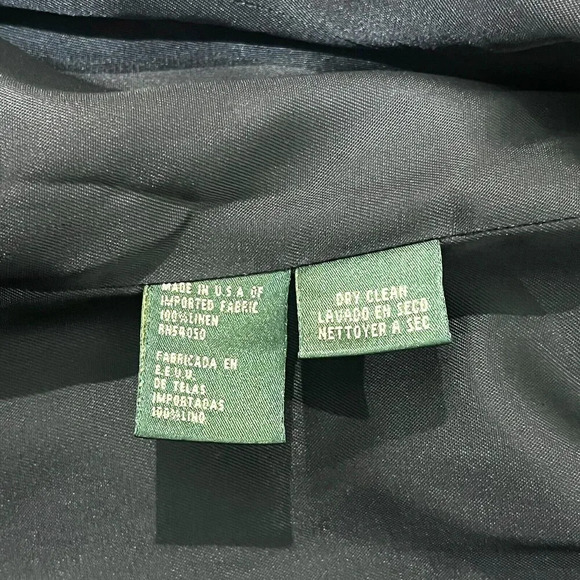 MADE IN U.S.A OF
IMPORTED FABRIC
100%LINEN
RN58050
FABRICADA EN
E.E.U.U.
DE TELAS
IMPORTADAS
100%LINO
DRY CLEAN
LAVADO EN SECO
NETTOYER A SEC